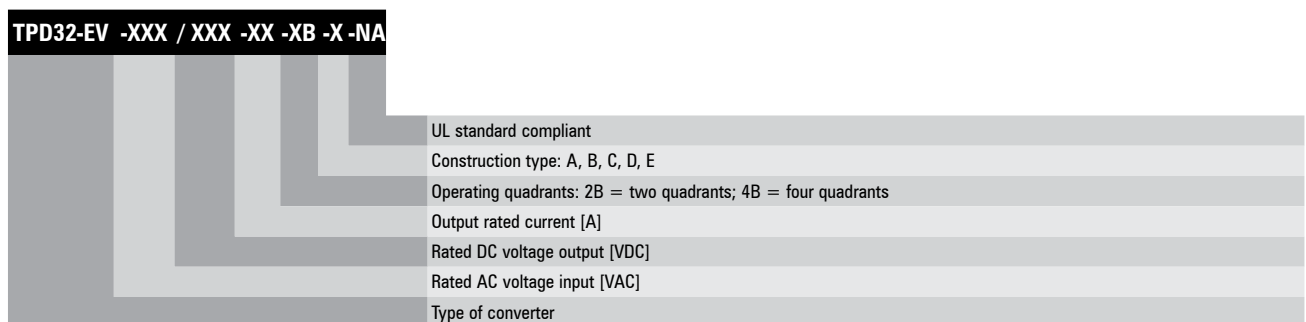 TPD32-EV -XXX / XXX -XX -XB -X -NA
UL standard compliant
Construction type: A, B, C, D, E
Operating quadrants: 2B = two quadrants; 4B = four quadrants
Output rated current [A]
Rated DC voltage output [VDC]
Rated AC voltage input [VAC]
Type of converter